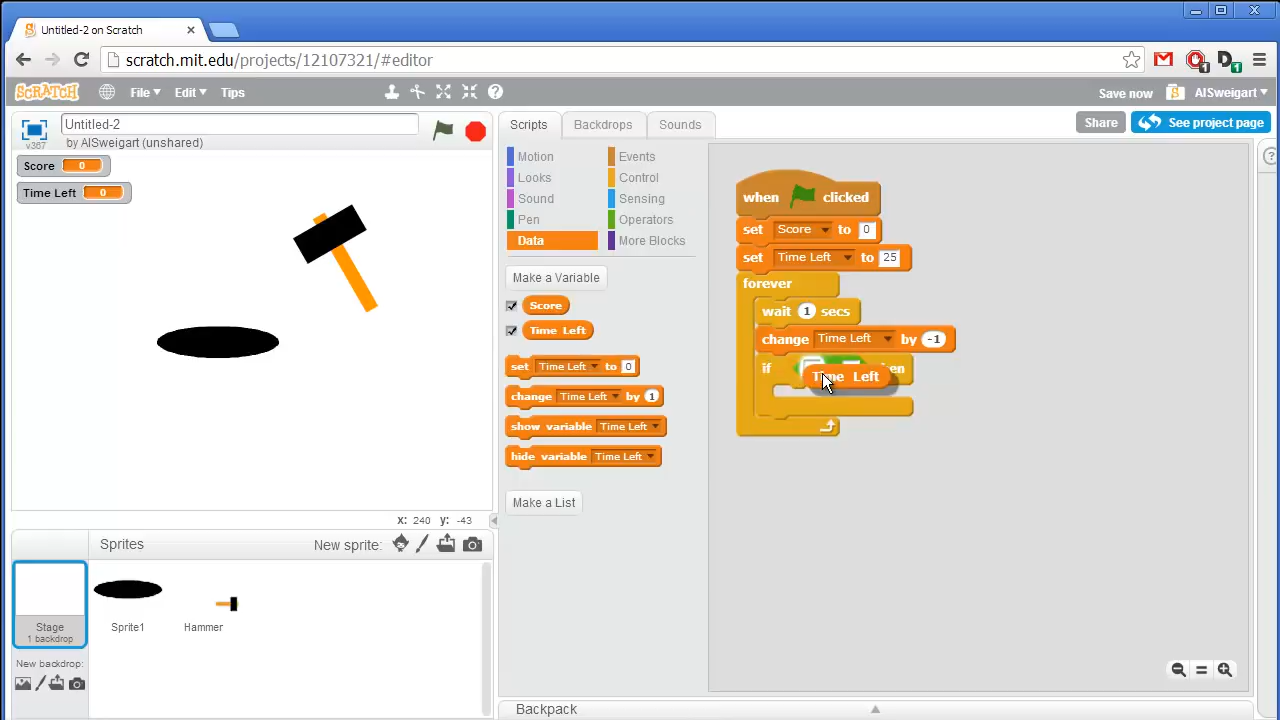 Untitled-2 on Scratch
scratch.mit.edu/projects/12107321/#editor
SCRATCH File Edit Tips Save now AlSweigart
v387 Untitled-2
by AlSweigart (unshared)
Score 0
Time Left 0
x: 240 y: -43
Scripts Backdrops Sounds Share See project page
Motion Events
Looks Control
Sound Sensing
Pen Operators
Data More Blocks
Make a Variable
Score
Time Left
set Time Left to 0
change Time Left by 1
show variable Time Left
hide variable Time Left
Make a List
when clicked
set Score to 0
set Time Left to 25
forever
wait 1 secs
change Time Left by -1
if Time Left
Sprites New sprite:
Stage
1 backdrop
New backdrop:
Sprite1
Hammer
Backpack